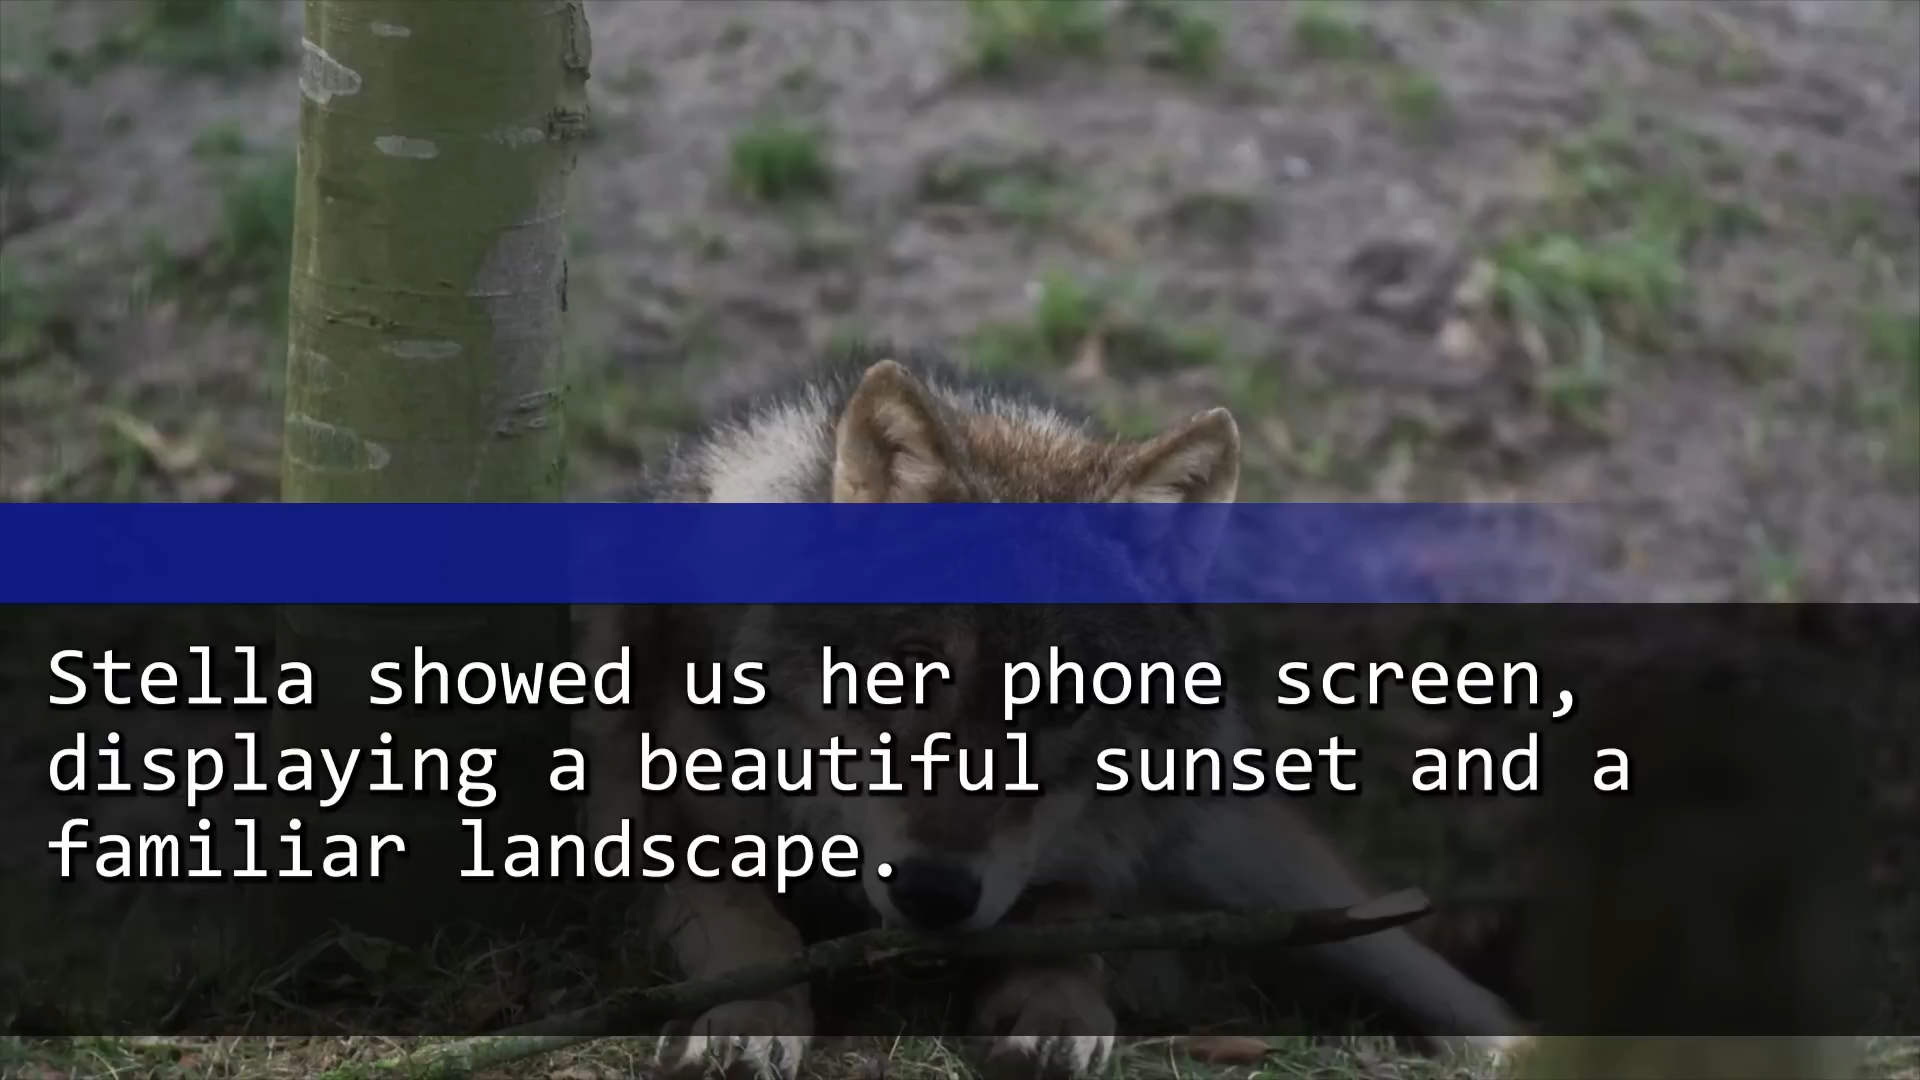 Stella showed us her phone screen,
displaying a beautiful sunset and a
familiar landscape.